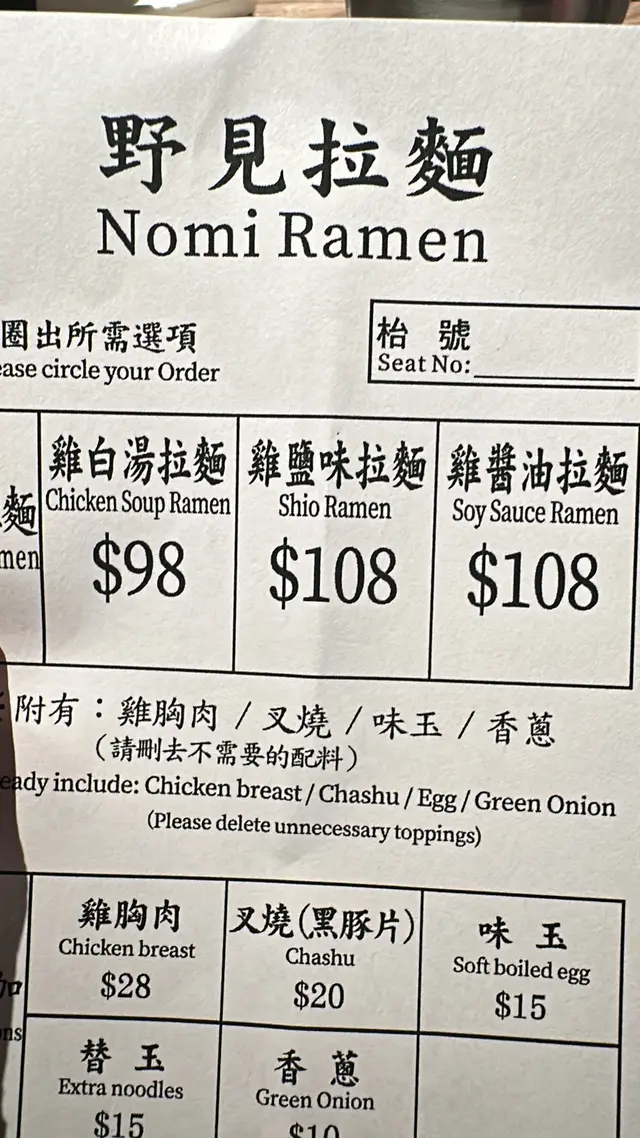 野見拉麵
Nomi Ramen
圈出所需選項
ease circle your Order
枱 號
Seat No:
麵
men
雞白湯拉麵
Chicken Soup Ramen
$98
雞鹽味拉麵
Shio Ramen
$108
雞醬油拉麵
Soy Sauce Ramen
$108
附有：雞胸肉 / 叉燒 / 味玉 / 香蔥
（請刪去不需要的配料）
eady include: Chicken breast / Chashu / Egg / Green Onion
(Please delete unnecessary toppings)
加
ns
雞胸肉
Chicken breast
$28
叉燒(黑豚片)
Chashu
$20
味 玉
Soft boiled egg
$15
替 玉
Extra noodles
$15
香 蔥
Green Onion
$10